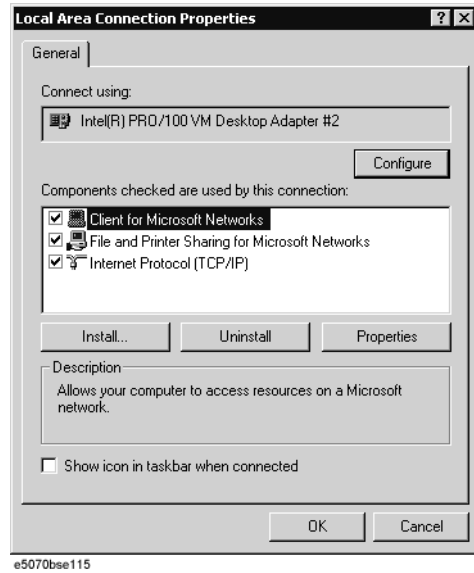 Local Area Connection Properties
General
Connect using:
Intel(R) PRO/100 VM Desktop Adapter #2
Configure
Components checked are used by this connection:
Client for Microsoft Networks
File and Printer Sharing for Microsoft Networks
Internet Protocol (TCP/IP)
Install... Uninstall Properties
Description
Allows your computer to access resources on a Microsoft
network.
Show icon in taskbar when connected
OK Cancel
e5070bse115